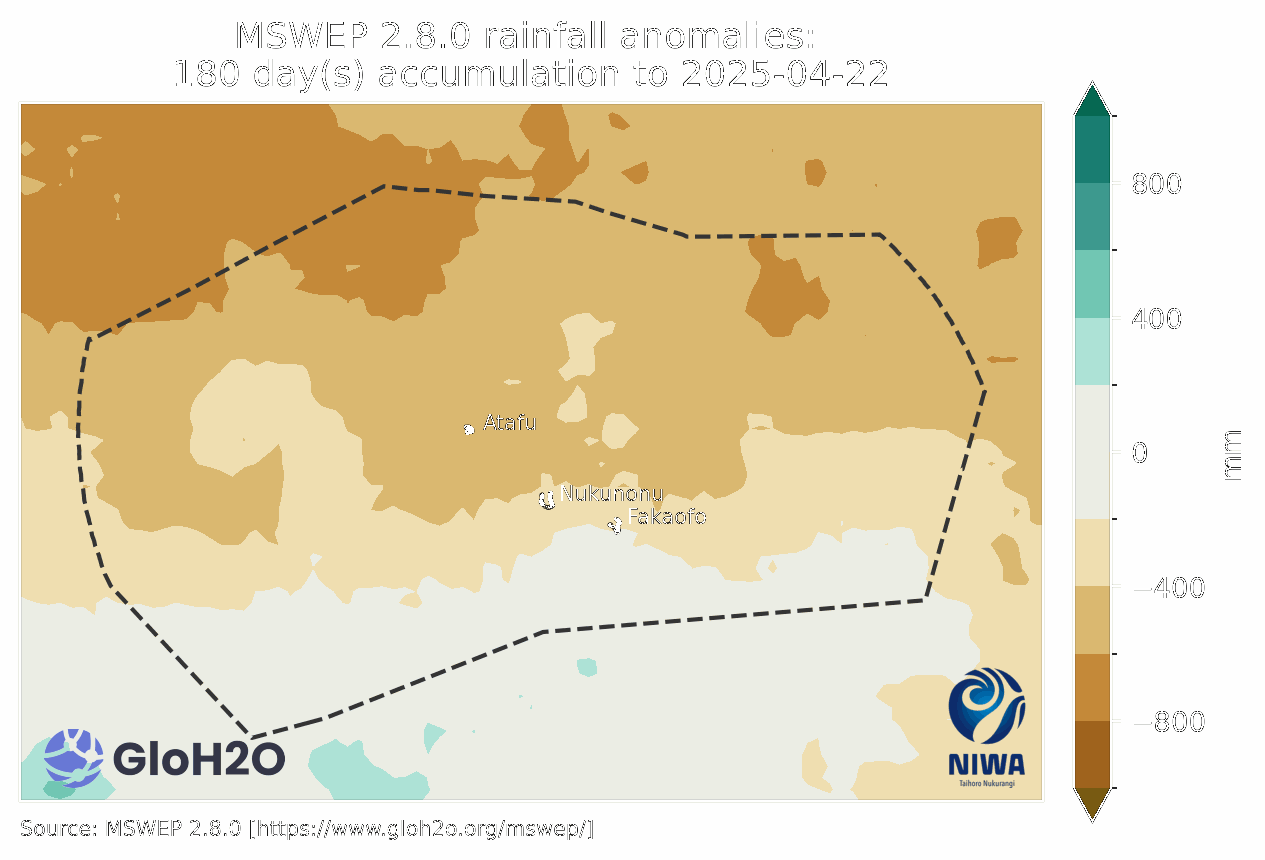 MSWEP 2.8.0 rainfall anomalies:
180 day(s) accumulation to 2025-04-22
800
400
0
−400
−800
mm
Atafu
Nukunonu
Fakaofo
GloH2O
NIWA
Taihoro Nukurangi
Source: MSWEP 2.8.0 [https://www.gloh2o.org/mswep/]